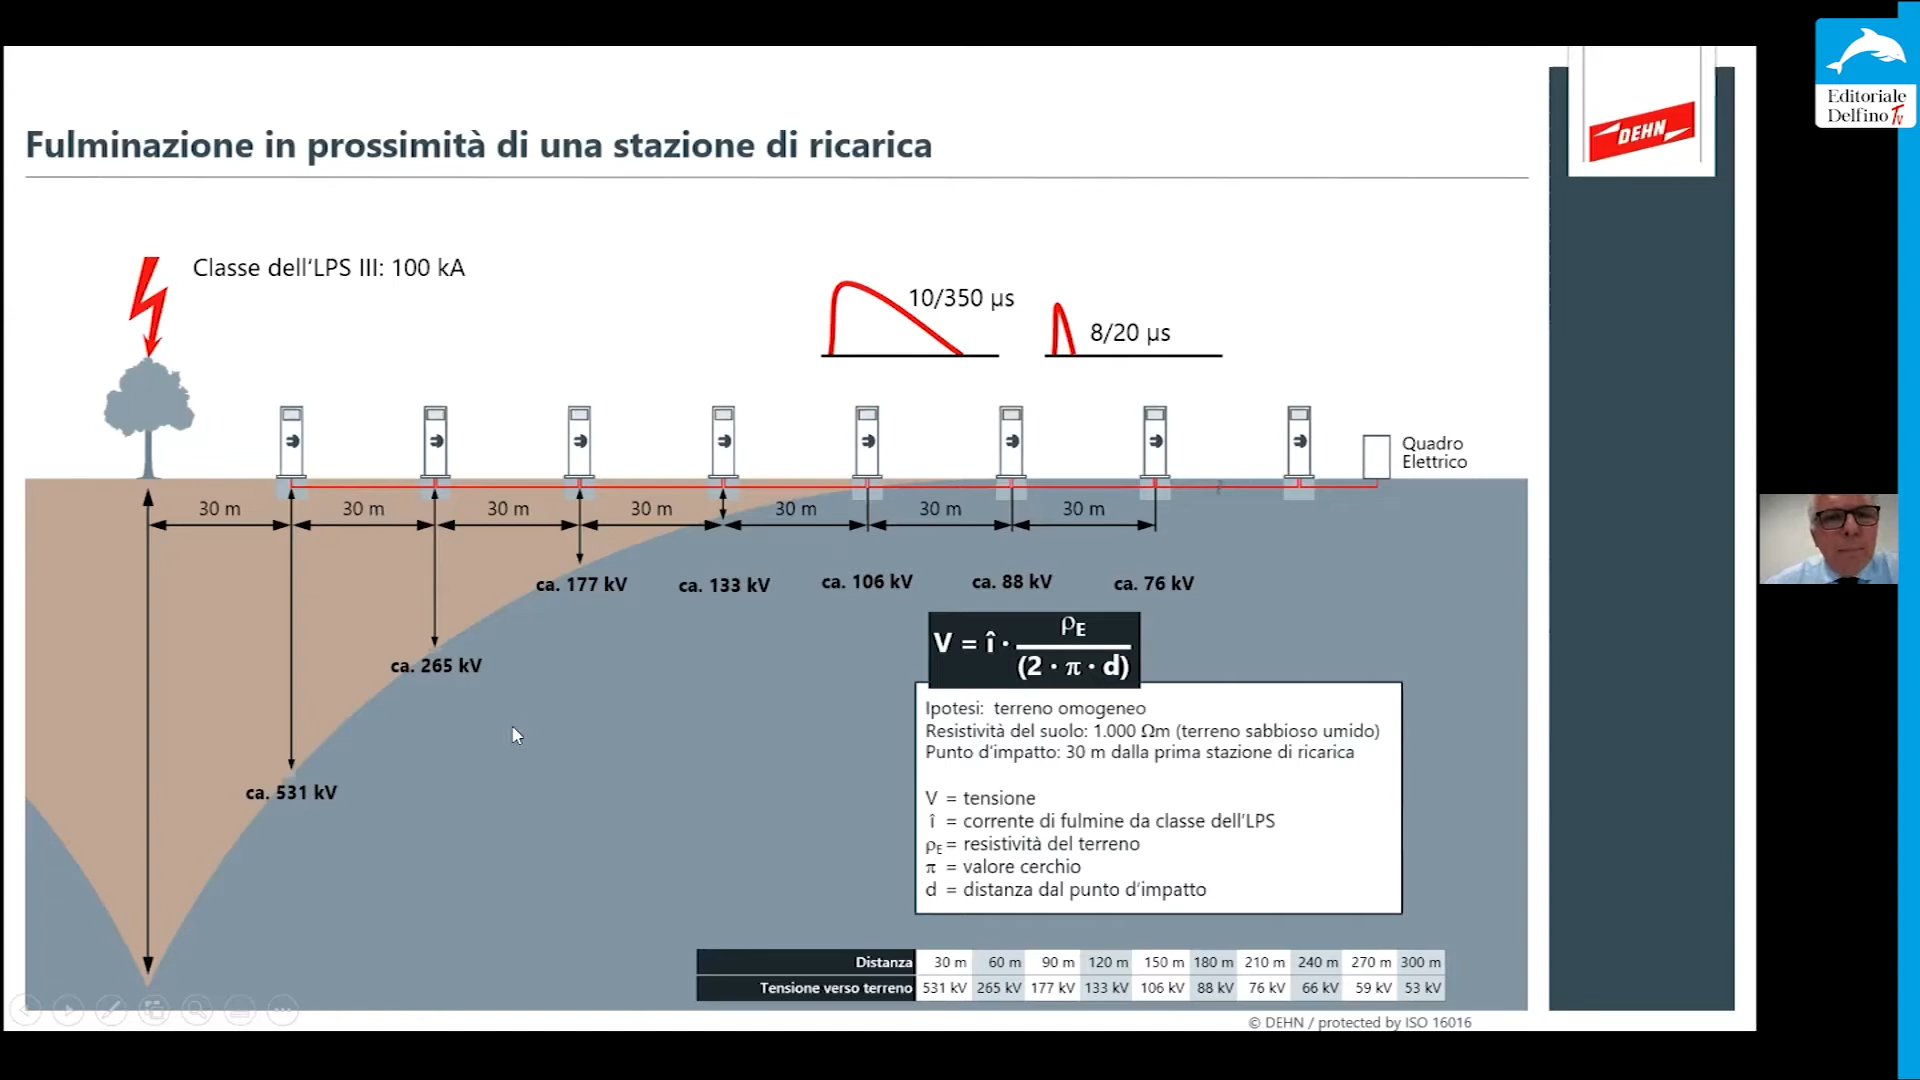 Editoriale
Delfino Tv
DEHN
Fulminazione in prossimità di una stazione di ricarica
Classe dell'LPS III: 100 kA
10/350 µs
8/20 µs
Quadro
Elettrico
30 m 30 m 30 m 30 m 30 m 30 m 30 m
ca. 177 kV ca. 133 kV ca. 106 kV ca. 88 kV ca. 76 kV
ca. 265 kV
ca. 531 kV
V = î · ρE / (2 · π · d)
Ipotesi: terreno omogeneo
Resistività del suolo: 1.000 Ωm (terreno sabbioso umido)
Punto d'impatto: 30 m dalla prima stazione di ricarica
V = tensione
î = corrente di fulmine da classe dell'LPS
ρE = resistività del terreno
π = valore cerchio
d = distanza dal punto d'impatto
Distanza 30 m 60 m 90 m 120 m 150 m 180 m 210 m 240 m 270 m 300 m
Tensione verso terreno 531 kV 265 kV 177 kV 133 kV 106 kV 88 kV 76 kV 66 kV 59 kV 53 kV
© DEHN / protected by ISO 16016